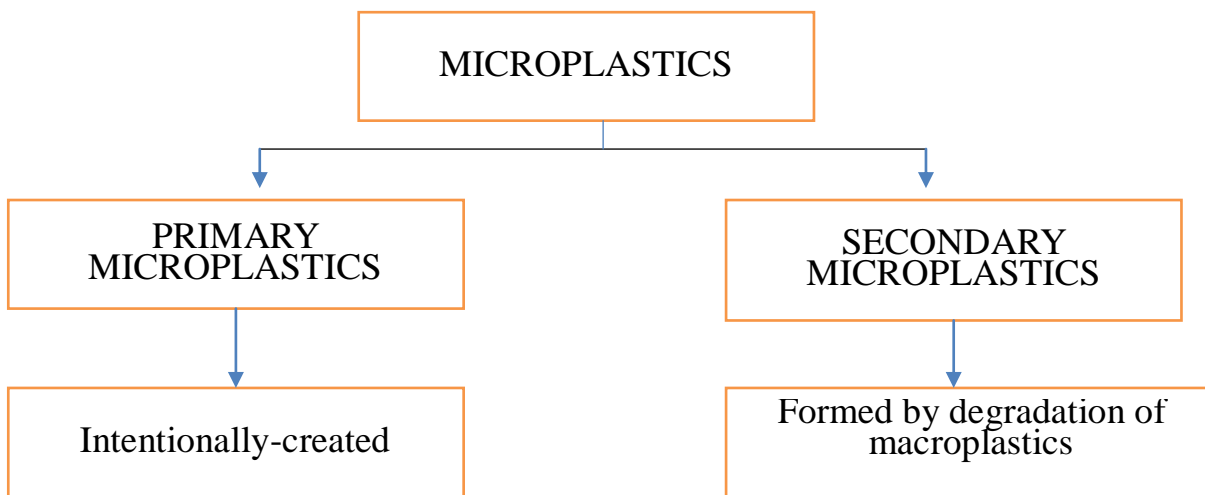 MICROPLASTICS
PRIMARY
MICROPLASTICS
SECONDARY
MICROPLASTICS
Intentionally-created
Formed by degradation of
macroplastics